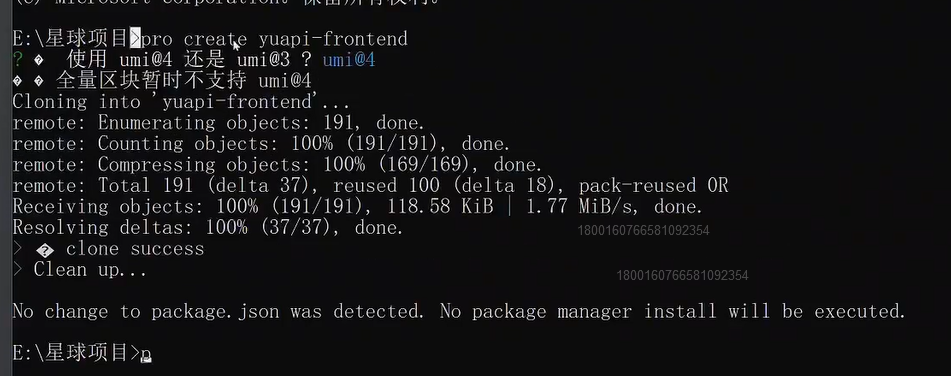 (c) Microsoft Corporation。保留所有权利。
E:\星球项目>pro create yuapi-frontend
? � 使用 umi@4 还是 umi@3 ? umi@4
� � 全量区块暂时不支持 umi@4
Cloning into 'yuapi-frontend'...
remote: Enumerating objects: 191, done.
remote: Counting objects: 100% (191/191), done.
remote: Compressing objects: 100% (169/169), done.
remote: Total 191 (delta 37), reused 100 (delta 18), pack-reused 0R
Receiving objects: 100% (191/191), 118.58 KiB | 1.77 MiB/s, done.
Resolving deltas: 100% (37/37), done.
1800160766581092354
> � clone success
> Clean up...
1800160766581092354
No change to package.json was detected. No package manager install will be executed.
E:\星球项目>n